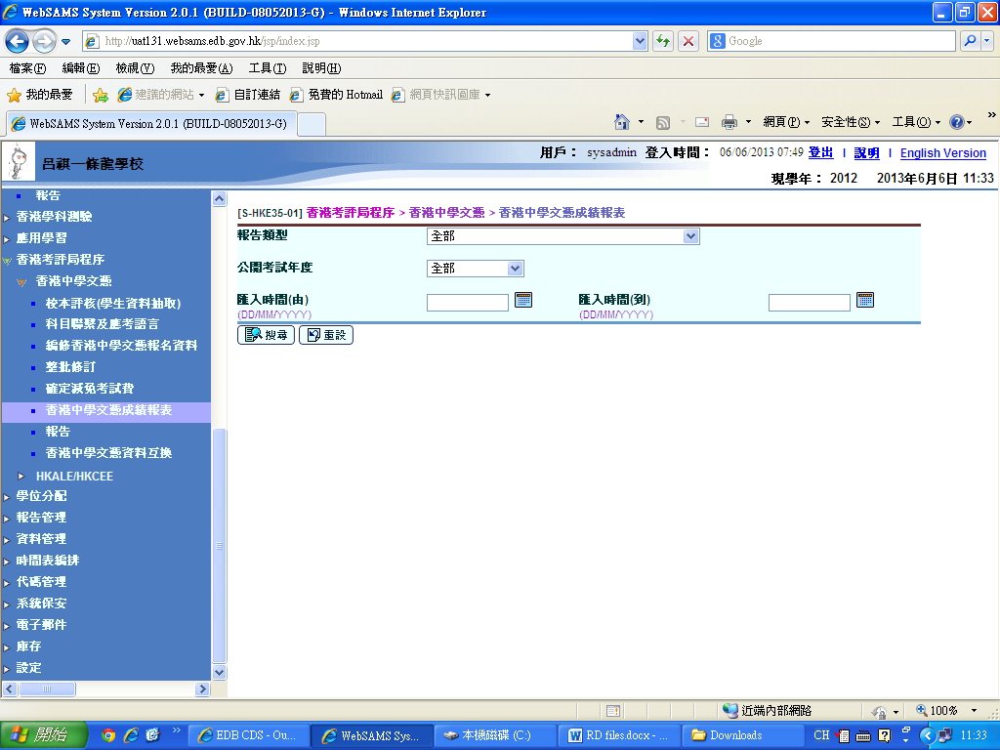 WebSAMS System Version 2.0.1 (BUILD-08052013-G) - Windows Internet Explorer
http://uat131.websams.edb.gov.hk/jsp/index.jsp
Google
檔案(F) 編輯(E) 檢視(V) 我的最愛(A) 工具(T) 說明(H)
我的最愛 建議的網站 自訂連結 免費的 Hotmail 網頁快訊圖庫
WebSAMS System Version 2.0.1 (BUILD-08052013-G)
網頁(P) 安全性(S) 工具(O)
呂祺一條龍學校
用戶： sysadmin 登入時間： 06/06/2013 07:49 登出 | 說明 | English Version
現學年： 2012 2013年6月6日 11:33
報告
香港學科測驗
應用學習
香港考評局程序
香港中學文憑
校本評核(學生資料抽取)
科目聯繫及應考語言
編修香港中學文憑報名資料
整批修訂
確定減免考試費
香港中學文憑成績報表
報告
香港中學文憑資料互換
HKALE/HKCEE
學位分配
報告管理
資料管理
時間表編排
代碼管理
系統保安
電子郵件
庫存
設定
[S-HKE35-01] 香港考評局程序 > 香港中學文憑 > 香港中學文憑成績報表
報告類型 全部
公開考試年度 全部
匯入時間(由) 匯入時間(到)
(DD/MM/YYYY) (DD/MM/YYYY)
搜尋 重設
近端內部網路 100%
開始 EDB CDS - Ou... WebSAMS Sys... 本機磁碟 (C:) RD files.docx - ... Downloads CH 11:33